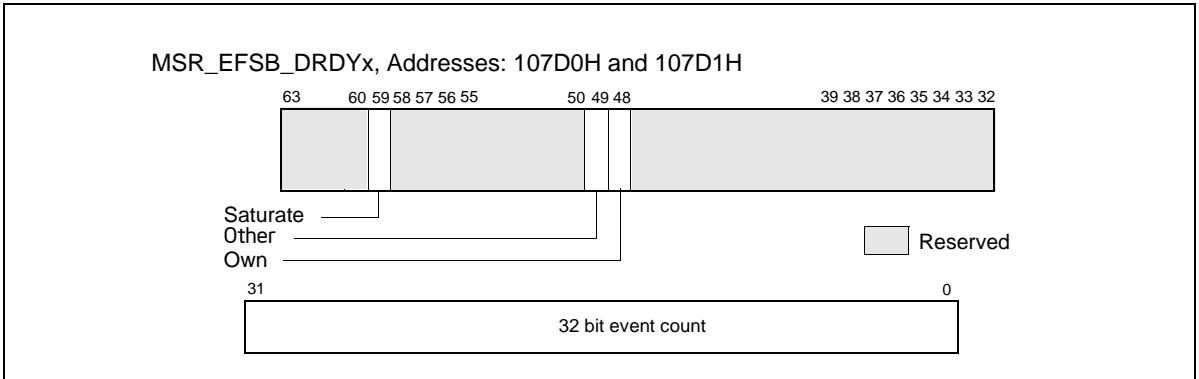 MSR_EFSB_DRDYx, Addresses: 107D0H and 107D1H
63 60 59 58 57 56 55 50 49 48 39 38 37 36 35 34 33 32
Saturate
Other
Own
Reserved
31 0
32 bit event count